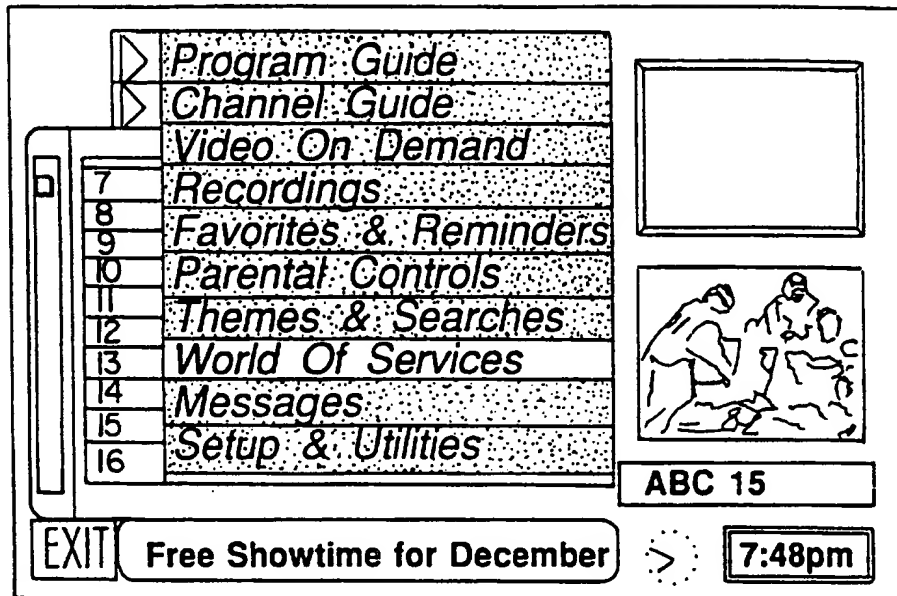 Program Guide
Channel Guide
Video On Demand
7 Recordings
8
9 Favorites & Reminders
10 Parental Controls
11
12 Themes & Searches
13 World Of Services
14 Messages
15
16 Setup & Utilities
ABC 15
EXIT Free Showtime for December 7:48pm